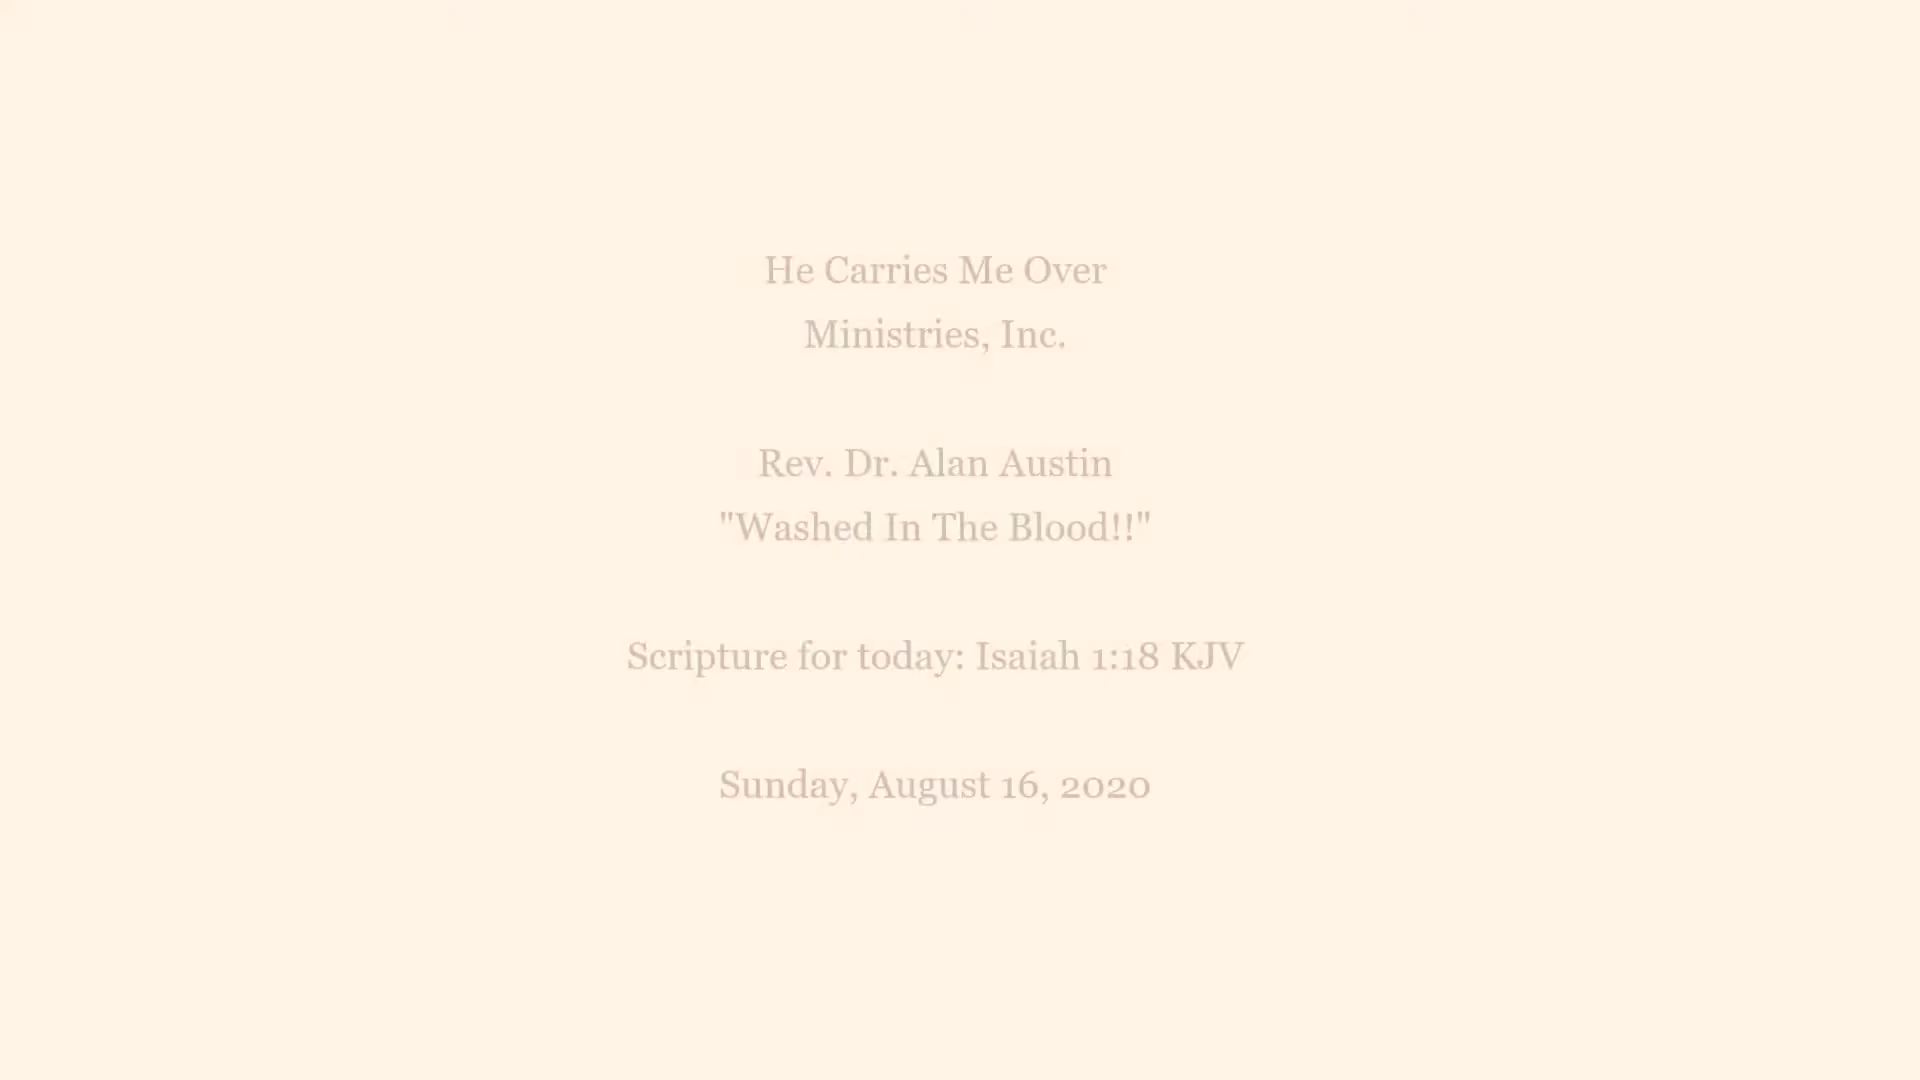 He Carries Me Over
Ministries, Inc.
Rev. Dr. Alan Austin
"Washed In The Blood!!"
Scripture for today: Isaiah 1:18 KJV
Sunday, August 16, 2020